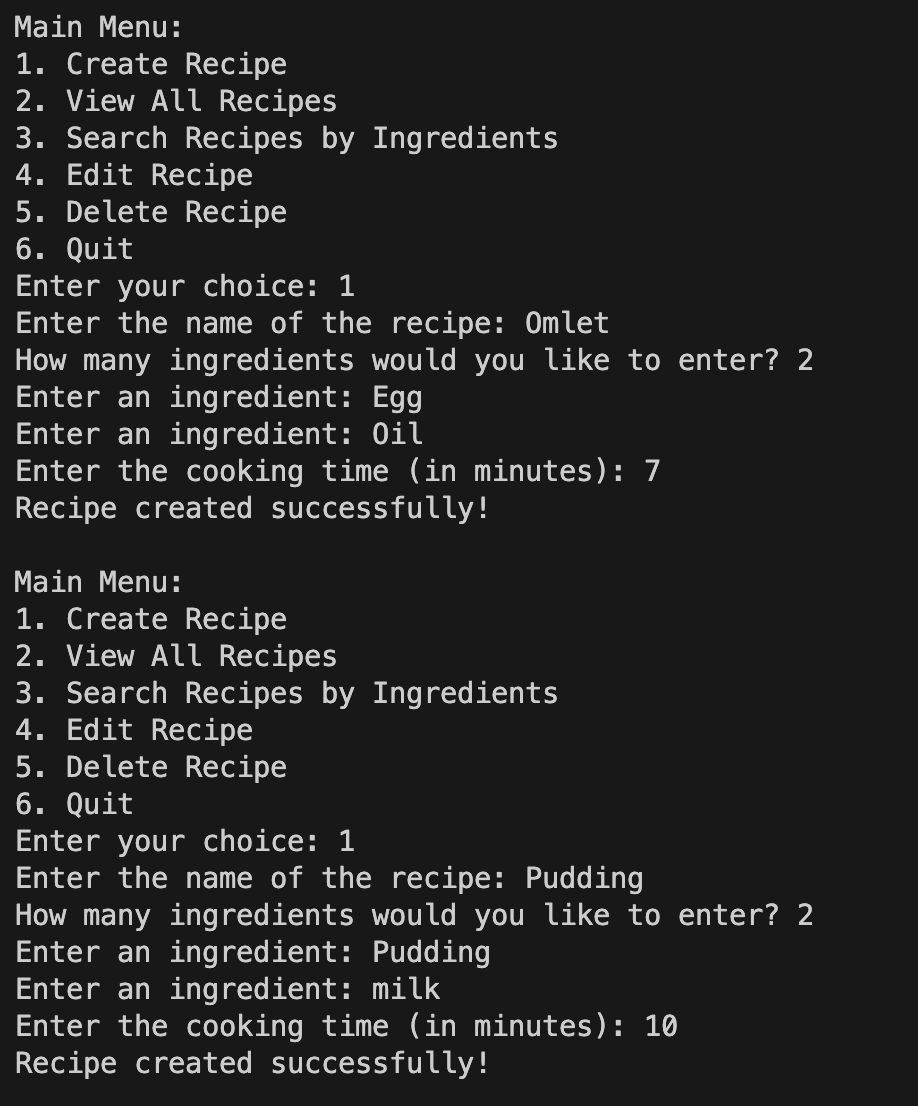 Main Menu:
1. Create Recipe
2. View All Recipes
3. Search Recipes by Ingredients
4. Edit Recipe
5. Delete Recipe
6. Quit
Enter your choice: 1
Enter the name of the recipe: Omlet
How many ingredients would you like to enter? 2
Enter an ingredient: Egg
Enter an ingredient: Oil
Enter the cooking time (in minutes): 7
Recipe created successfully!

Main Menu:
1. Create Recipe
2. View All Recipes
3. Search Recipes by Ingredients
4. Edit Recipe
5. Delete Recipe
6. Quit
Enter your choice: 1
Enter the name of the recipe: Pudding
How many ingredients would you like to enter? 2
Enter an ingredient: Pudding
Enter an ingredient: milk
Enter the cooking time (in minutes): 10
Recipe created successfully!